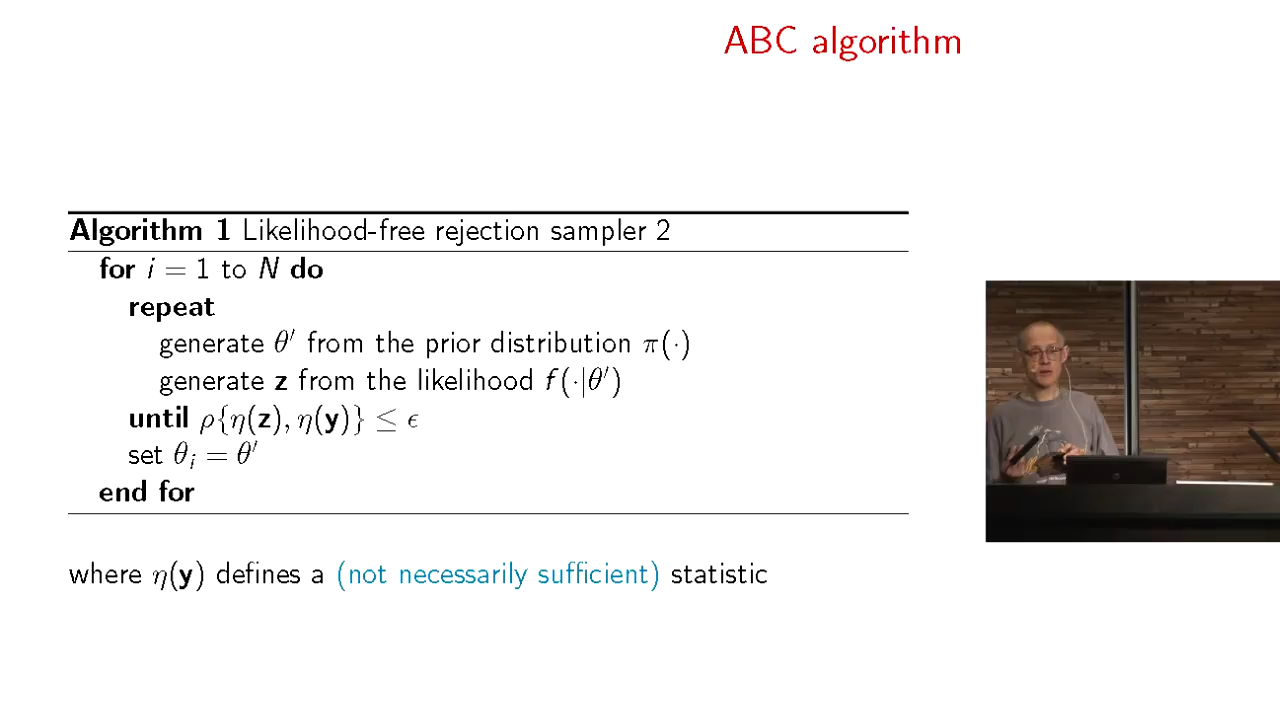 ABC algorithm
Algorithm 1 Likelihood-free rejection sampler 2
for i = 1 to N do
repeat
generate θ′ from the prior distribution π(·)
generate z from the likelihood f(·|θ′)
until ρ{η(z), η(y)} ≤ ϵ
set θᵢ = θ′
end for
where η(y) defines a (not necessarily sufficient) statistic